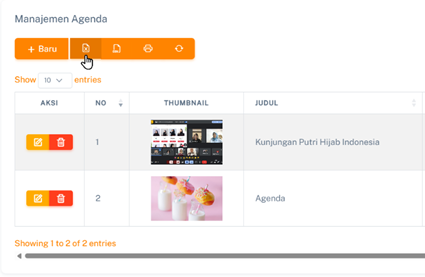 Manajemen Agenda
+ Baru
Show 10 entries
AKSI NO THUMBNAIL JUDUL
1 Kunjungan Putri Hijab Indonesia
2 Agenda
Showing 1 to 2 of 2 entries